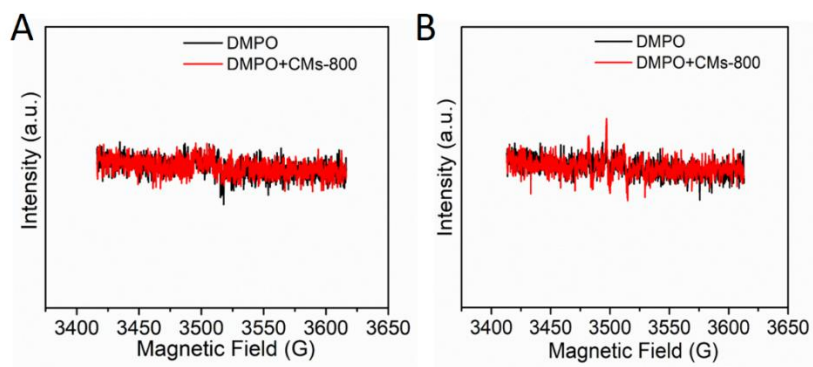 A
DMPO
DMPO+CMs-800
Intensity (a.u.)
3400 3450 3500 3550 3600 3650
Magnetic Field (G)
B
DMPO
DMPO+CMs-800
Intensity (a.u.)
3400 3450 3500 3550 3600 3650
Magnetic Field (G)